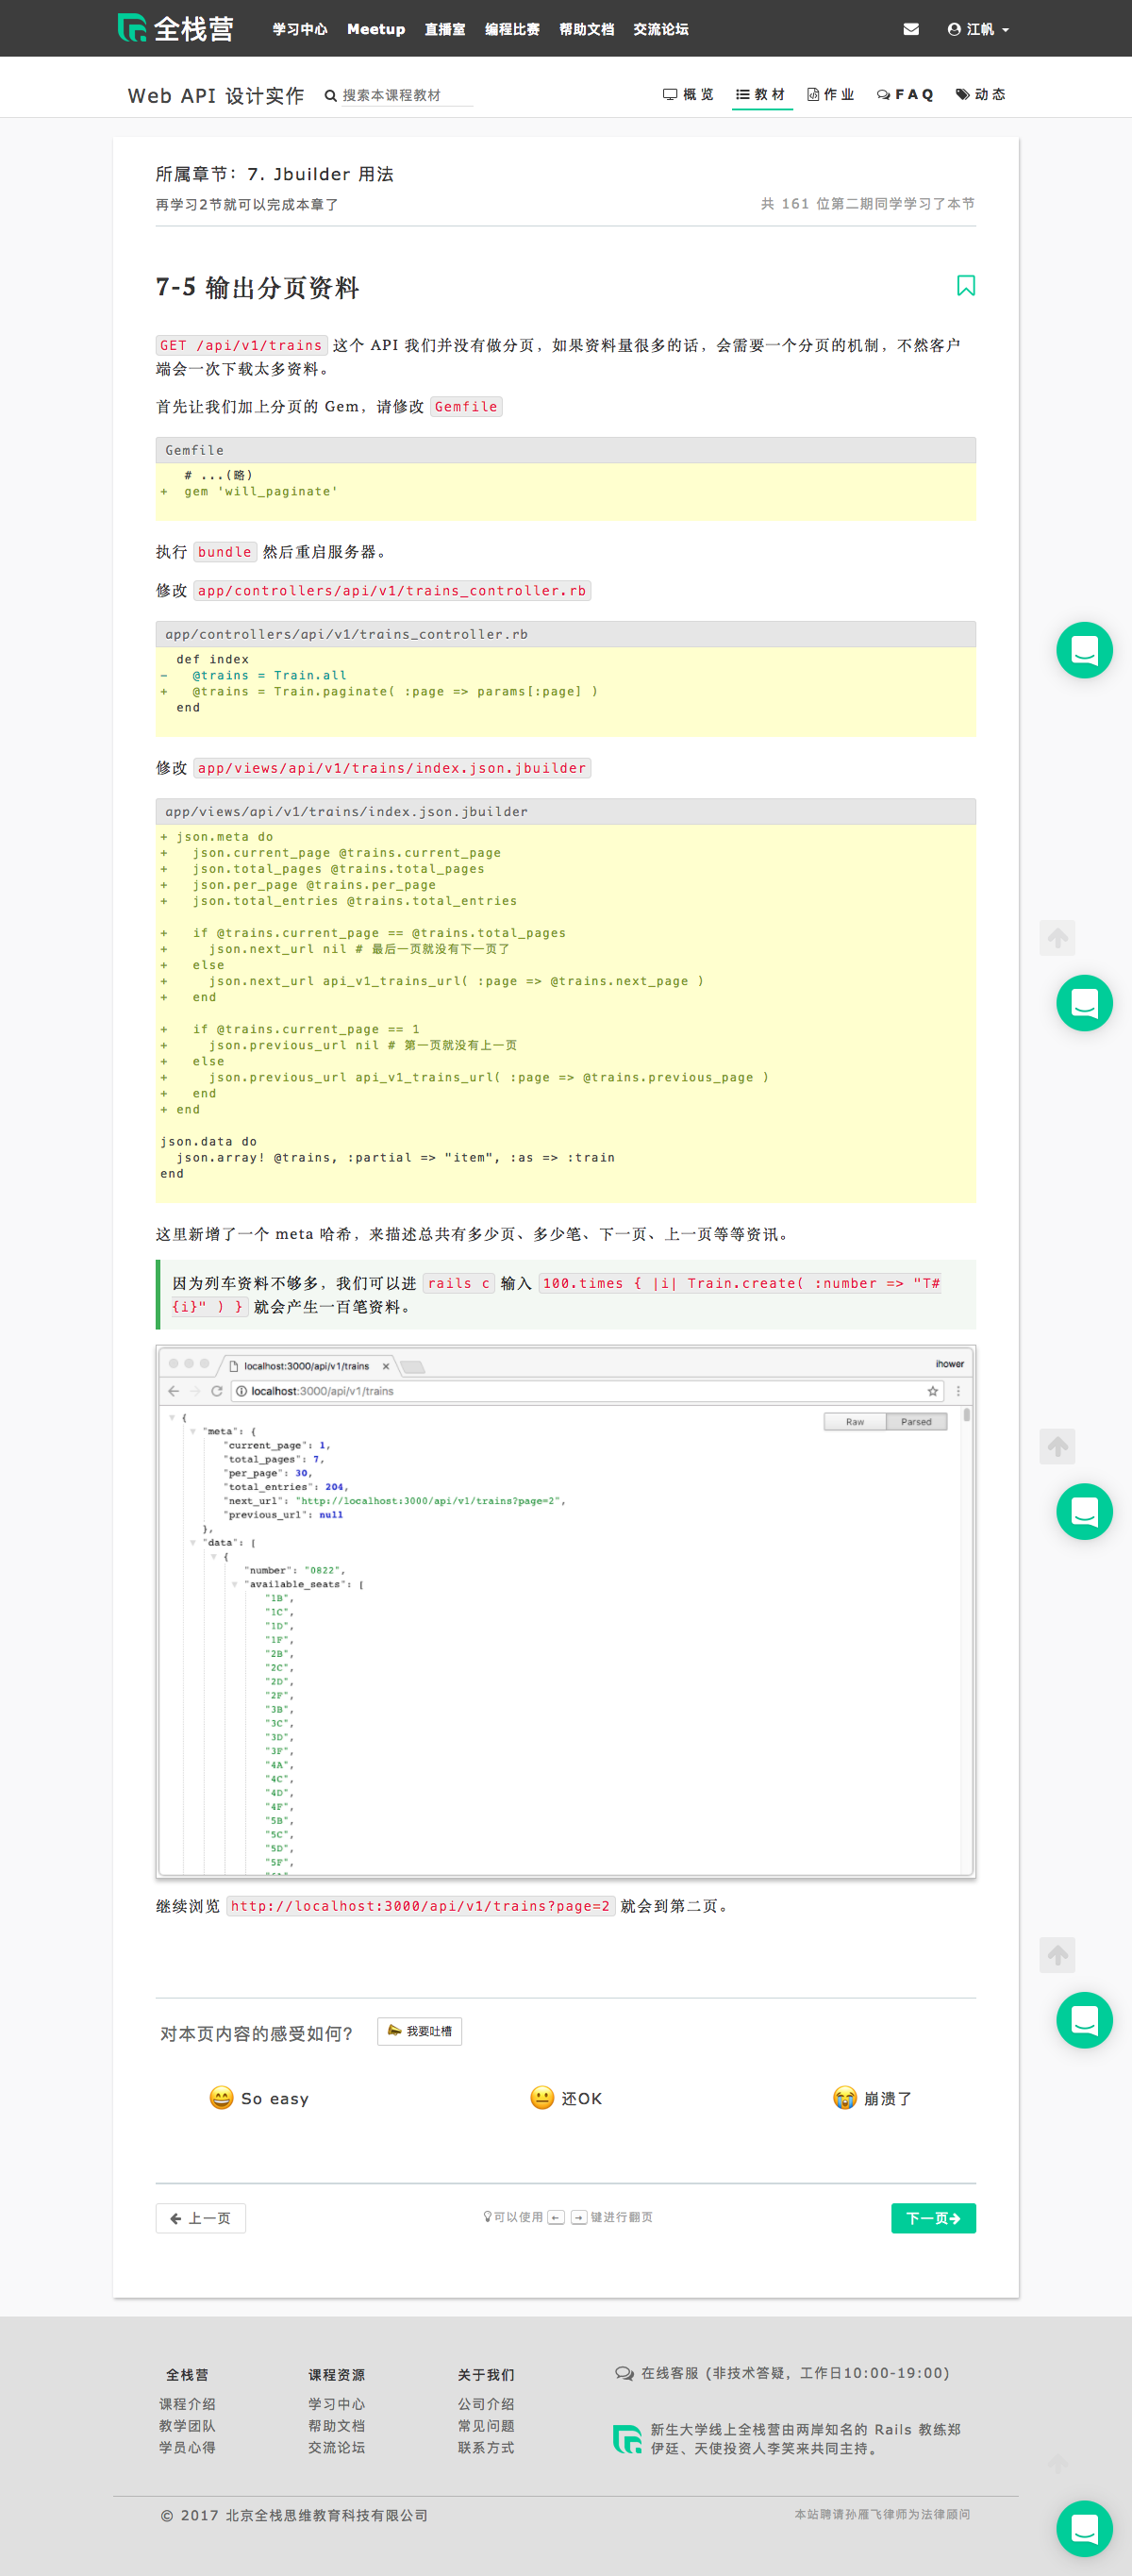 全栈营 学习中心 Meetup 直播室 编程比赛 帮助文档 交流论坛 江帆
Web API 设计实作 搜索本课程教材 概览 教材 作业 FAQ 动态
所属章节：7. Jbuilder 用法
再学习2节就可以完成本章了 共 161 位第二期同学学习了本节
7-5 输出分页资料
GET /api/v1/trains 这个 API 我们并没有做分页，如果资料量很多的话，会需要一个分页的机制，不然客户
端会一次下载太多资料。
首先让我们加上分页的 Gem，请修改 Gemfile
Gemfile
# ...(略)
+  gem 'will_paginate'
执行 bundle 然后重启服务器。
修改 app/controllers/api/v1/trains_controller.rb
app/controllers/api/v1/trains_controller.rb
  def index
-   @trains = Train.all
+   @trains = Train.paginate( :page => params[:page] )
  end
修改 app/views/api/v1/trains/index.json.jbuilder
app/views/api/v1/trains/index.json.jbuilder
+ json.meta do
+   json.current_page @trains.current_page
+   json.total_pages @trains.total_pages
+   json.per_page @trains.per_page
+   json.total_entries @trains.total_entries
+   if @trains.current_page == @trains.total_pages
+     json.next_url nil # 最后一页就没有下一页了
+   else
+     json.next_url api_v1_trains_url( :page => @trains.next_page )
+   end
+   if @trains.current_page == 1
+     json.previous_url nil # 第一页就没有上一页
+   else
+     json.previous_url api_v1_trains_url( :page => @trains.previous_page )
+   end
+ end
json.data do
  json.array! @trains, :partial => "item", :as => :train
end
这里新增了一个 meta 哈希，来描述总共有多少页、多少笔、下一页、上一页等等资讯。
因为列车资料不够多，我们可以进 rails c 输入 100.times { |i| Train.create( :number => "T#
{i}" ) } 就会产生一百笔资料。
localhost:3000/api/v1/trains × ihower
localhost:3000/api/v1/trains
{ Raw Parsed
"meta": {
"current_page": 1,
"total_pages": 7,
"per_page": 30,
"total_entries": 204,
"next_url": "http://localhost:3000/api/v1/trains?page=2",
"previous_url": null
},
"data": [
{
"number": "0822",
"available_seats": [
"1B",
"1C",
"1D",
"1F",
"2B",
"2C",
"2D",
"2F",
"3B",
"3C",
"3D",
"3F",
"4A",
"4C",
"4D",
"4F",
"5B",
"5C",
"5D",
"5F",
继续浏览 http://localhost:3000/api/v1/trains?page=2 就会到第二页。
对本页内容的感受如何? 我要吐槽
So easy 还OK 崩溃了
← 上一页 可以使用 ← → 键进行翻页 下一页→
全栈营 课程资源 关于我们 在线客服 (非技术答疑，工作日10:00-19:00)
课程介绍 学习中心 公司介绍
教学团队 帮助文档 常见问题 新生大学线上全栈营由两岸知名的 Rails 教练郑
学员心得 交流论坛 联系方式 伊廷、天使投资人李笑来共同主持。
© 2017 北京全栈思维教育科技有限公司 本站聘请孙雁飞律师为法律顾问